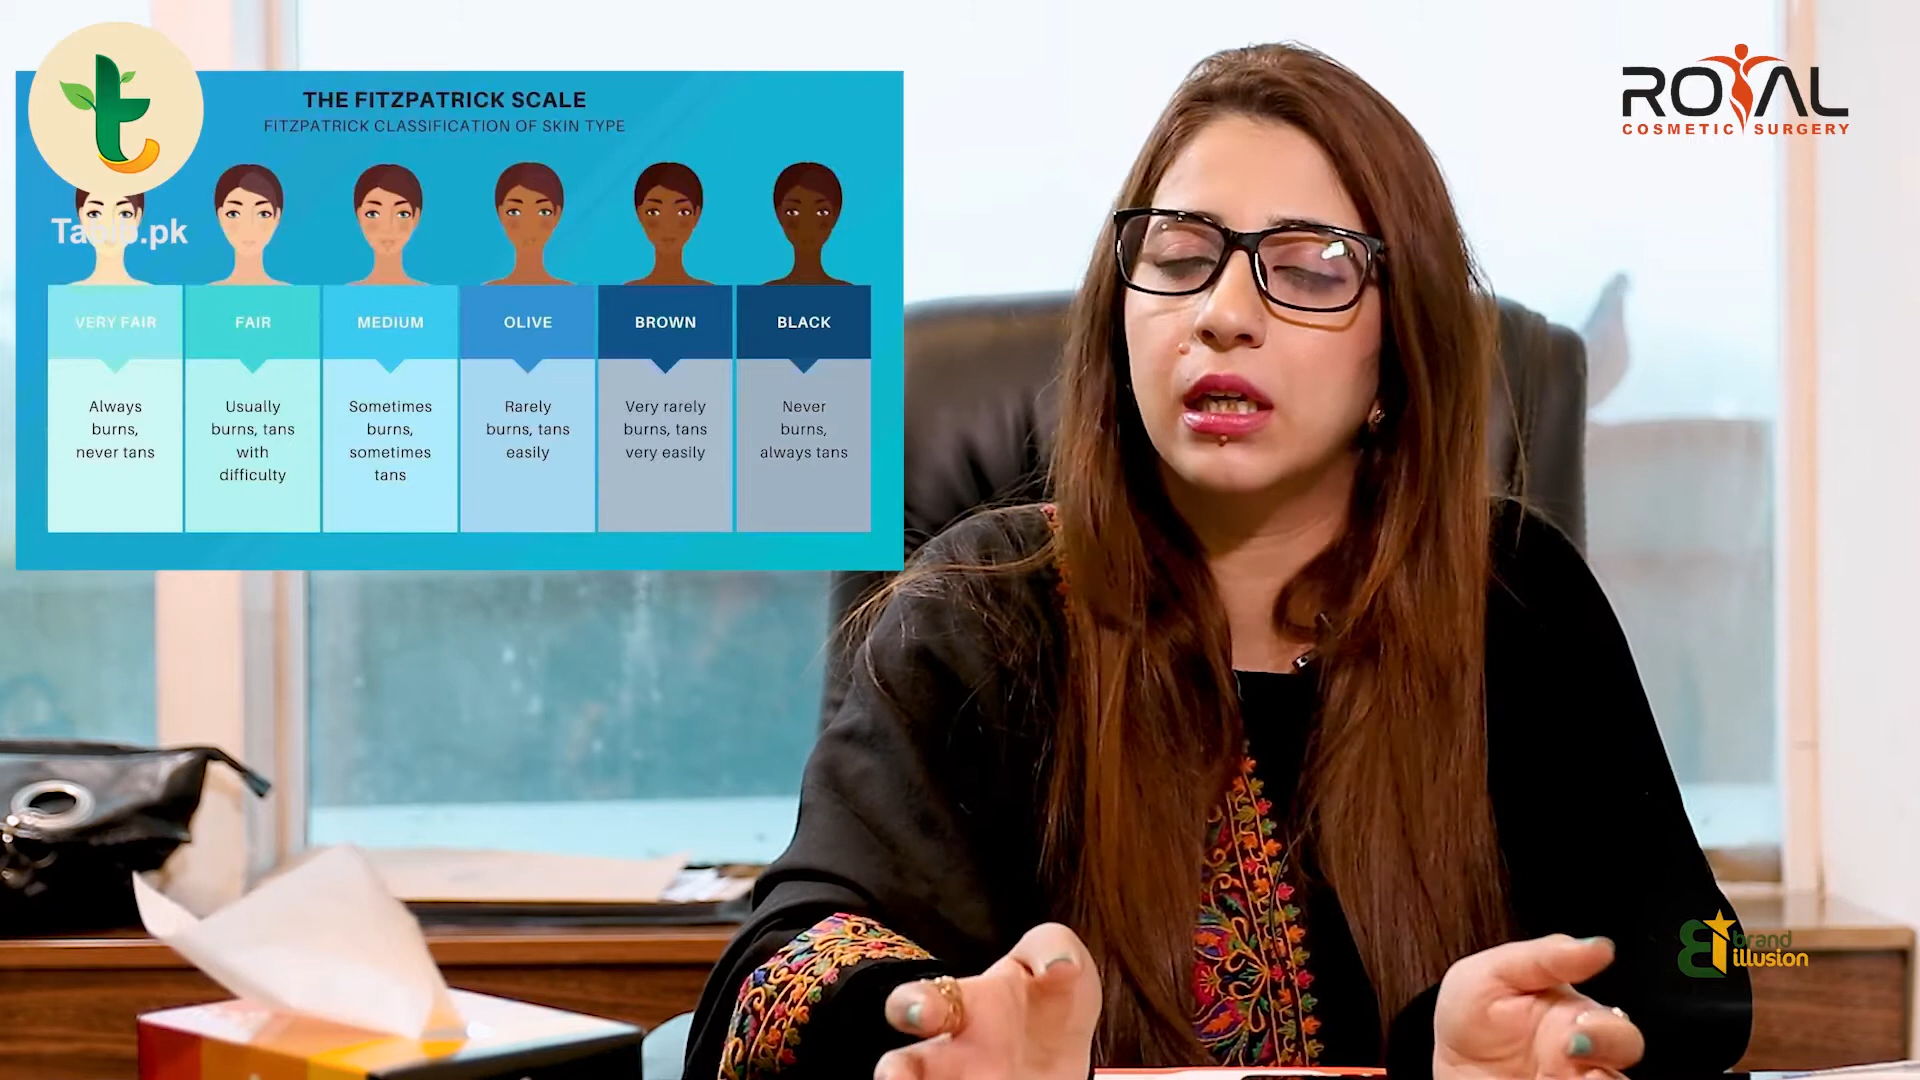 THE FITZPATRICK SCALE
FITZPATRICK CLASSIFICATION OF SKIN TYPE
Tabib.pk
VERY FAIR
FAIR
MEDIUM
OLIVE
BROWN
BLACK
Always
burns,
never tans
Usually
burns, tans
with
difficulty
Sometimes
burns,
sometimes
tans
Rarely
burns, tans
easily
Very rarely
burns, tans
very easily
Never
burns,
always tans
ROYAL
COSMETIC SURGERY
brand
illusion